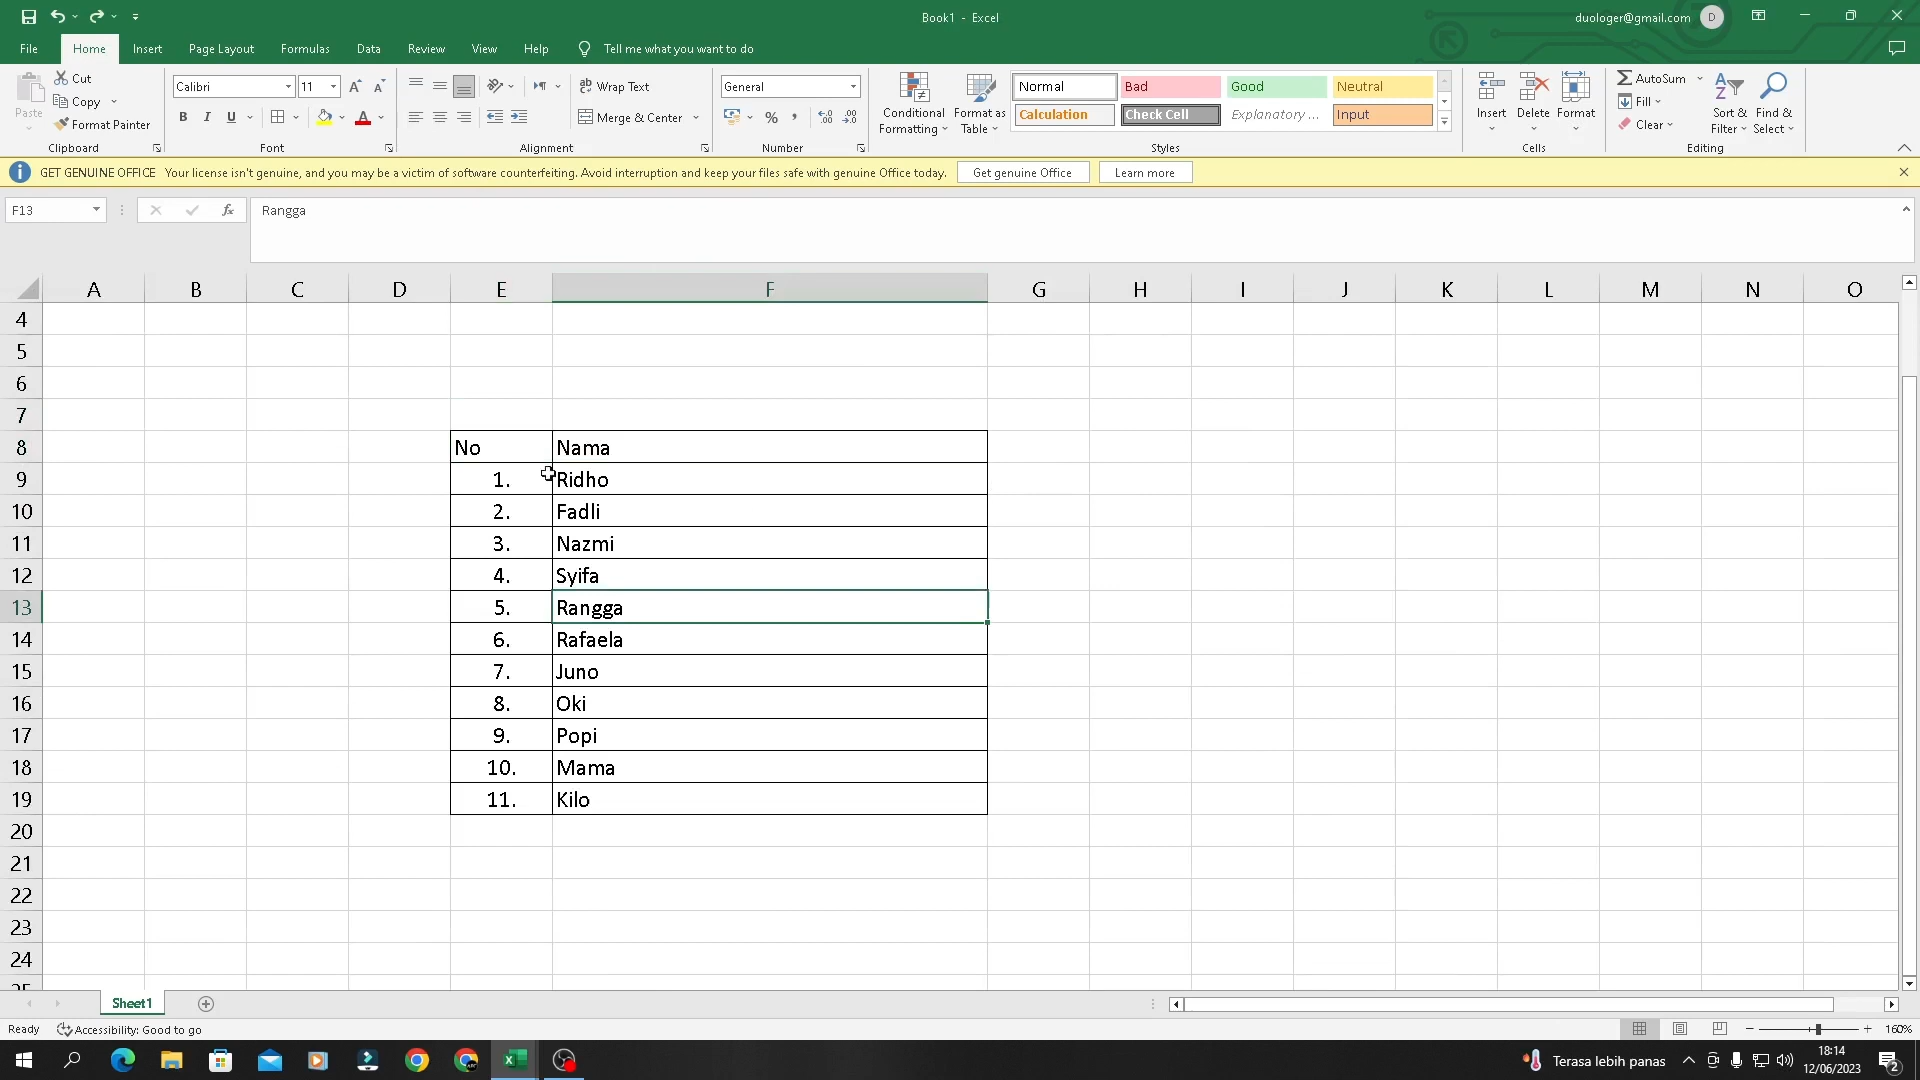 Book1 - Excel
duologer@gmail.com D
File Home Insert Page Layout Formulas Data Review View Help Tell me what you want to do
Paste
Cut
Copy
Format Painter
Clipboard
Calibri 11
B I U
Font
Wrap Text
Merge & Center
Alignment
General
Number
Conditional Formatting
Format as Table
Normal Bad Good Neutral
Calculation Check Cell Explanatory ... Input
Styles
Insert Delete Format
Cells
AutoSum
Fill
Clear
Sort & Filter
Find & Select
Editing
GET GENUINE OFFICE Your license isn't genuine, and you may be a victim of software counterfeiting. Avoid interruption and keep your files safe with genuine Office today. Get genuine Office Learn more
F13 fx Rangga
A B C D E F G H I J K L M N O
4
5
6
7
8 No Nama
9 1. Ridho
10 2. Fadli
11 3. Nazmi
12 4. Syifa
13 5. Rangga
14 6. Rafaela
15 7. Juno
16 8. Oki
17 9. Popi
18 10. Mama
19 11. Kilo
20
21
22
23
24
25
Sheet1
Ready Accessibility: Good to go 160%
Terasa lebih panas 18:14
12/06/2023 2